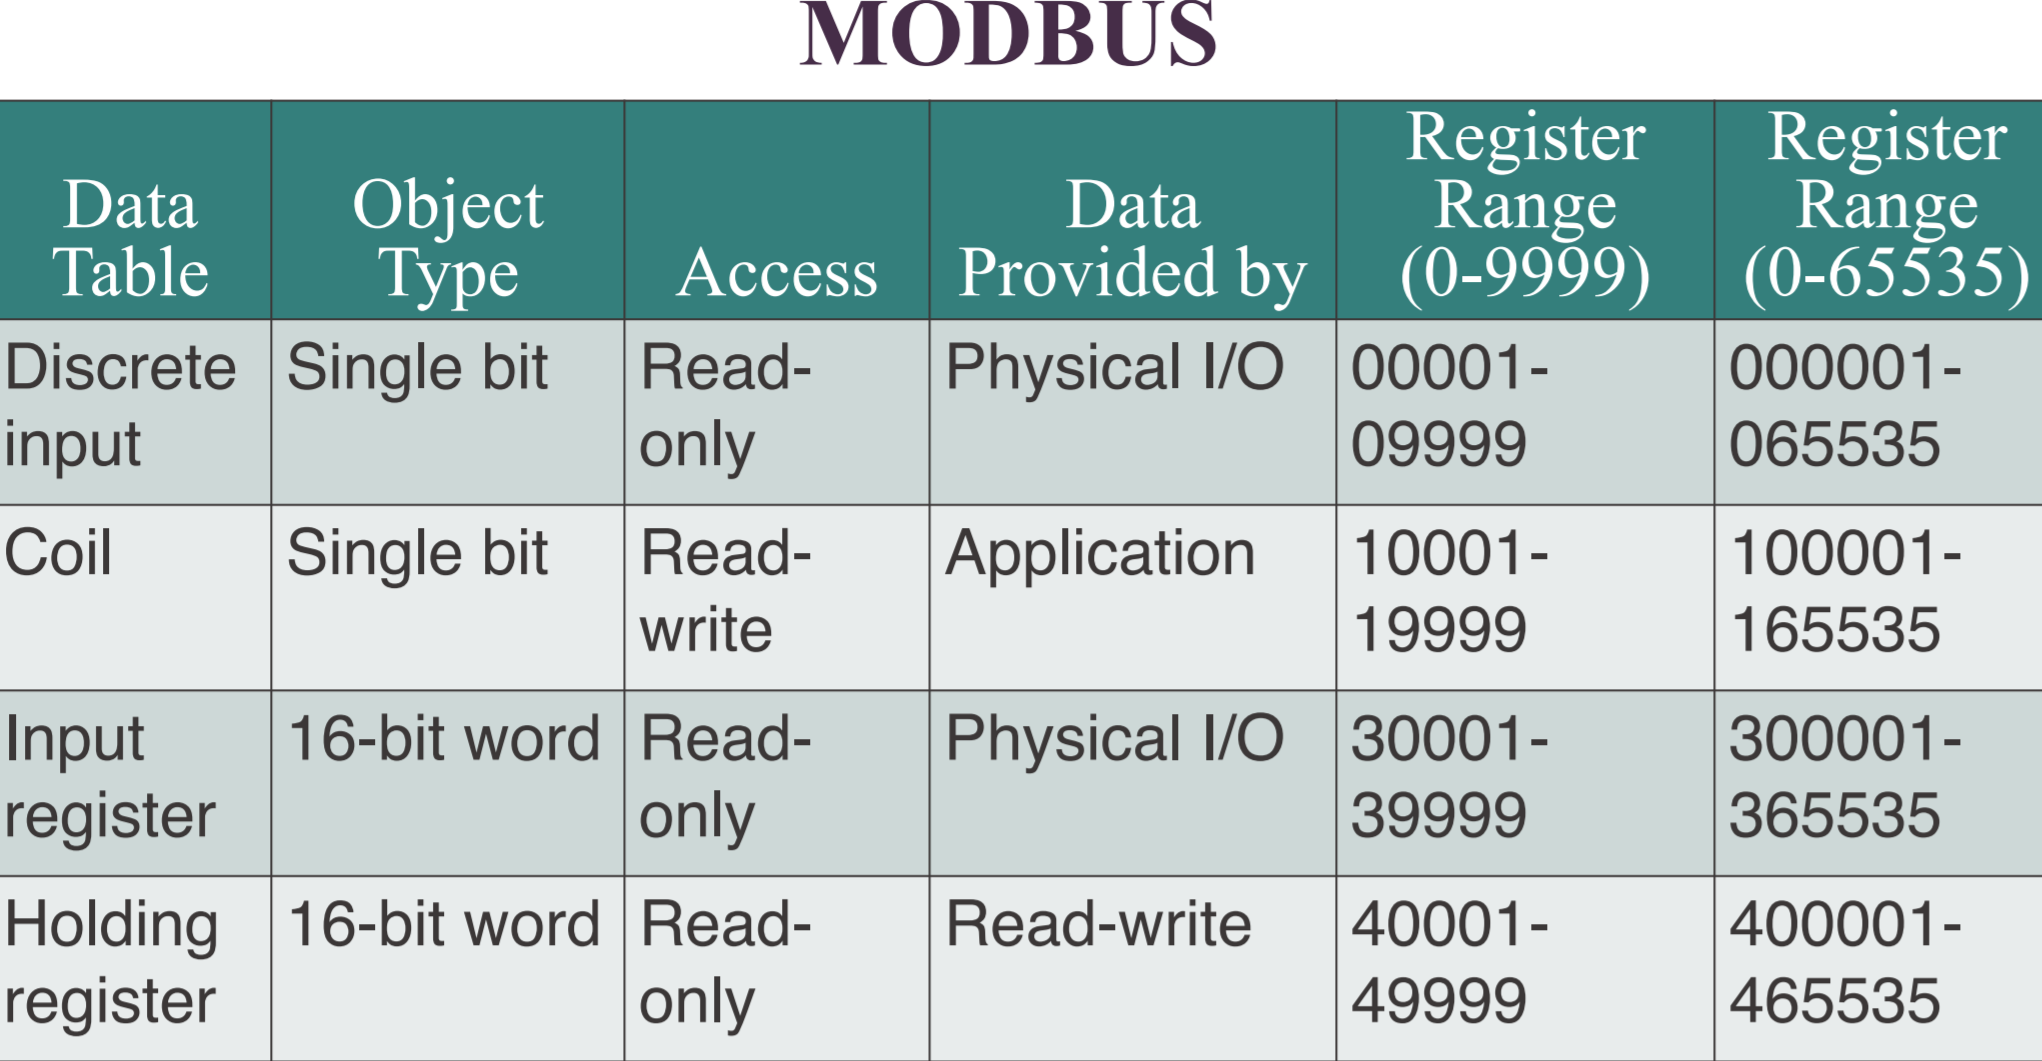 MODBUS
Data
Table
Object
Type
Access
Data
Provided by
Register
Range
(0-9999)
Register
Range
(0-65535)
Discrete
input
Single bit
Read-
only
Physical I/O
00001-
09999
000001-
065535
Coil
Single bit
Read-
write
Application
10001-
19999
100001-
165535
Input
register
16-bit word
Read-
only
Physical I/O
30001-
39999
300001-
365535
Holding
register
16-bit word
Read-
only
Read-write
40001-
49999
400001-
465535